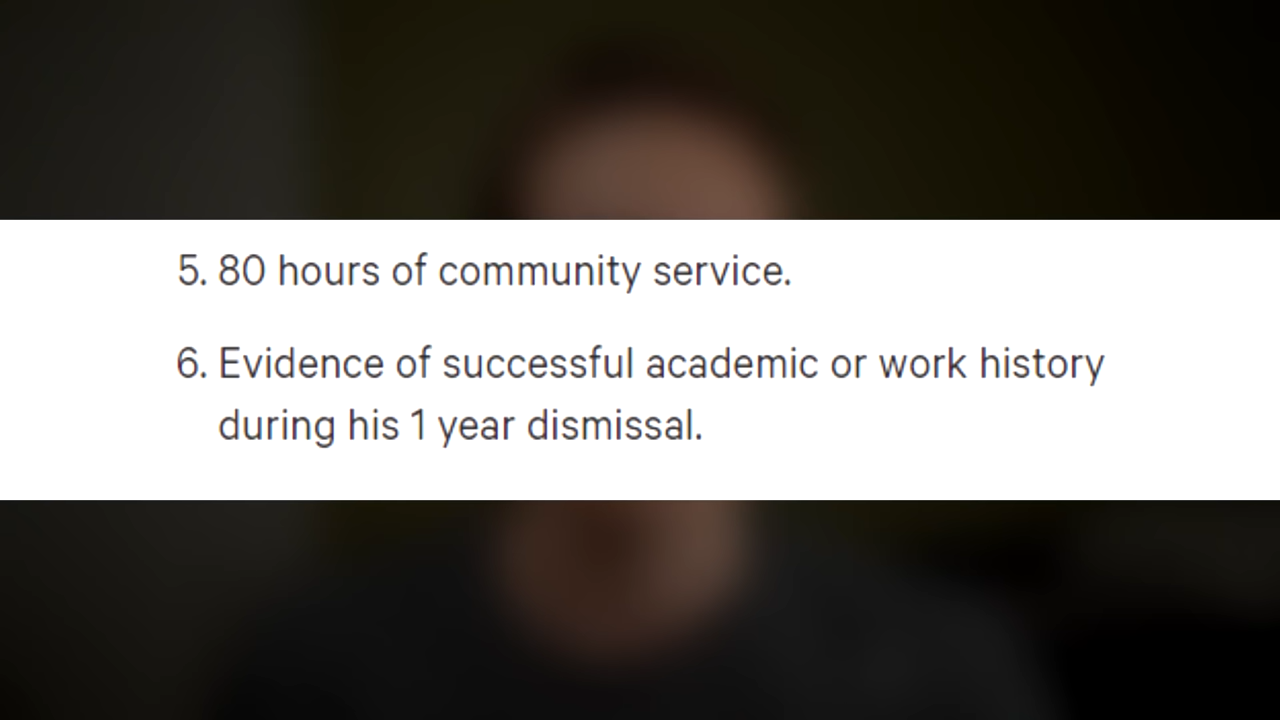 5. 80 hours of community service.
6. Evidence of successful academic or work history
during his 1 year dismissal.